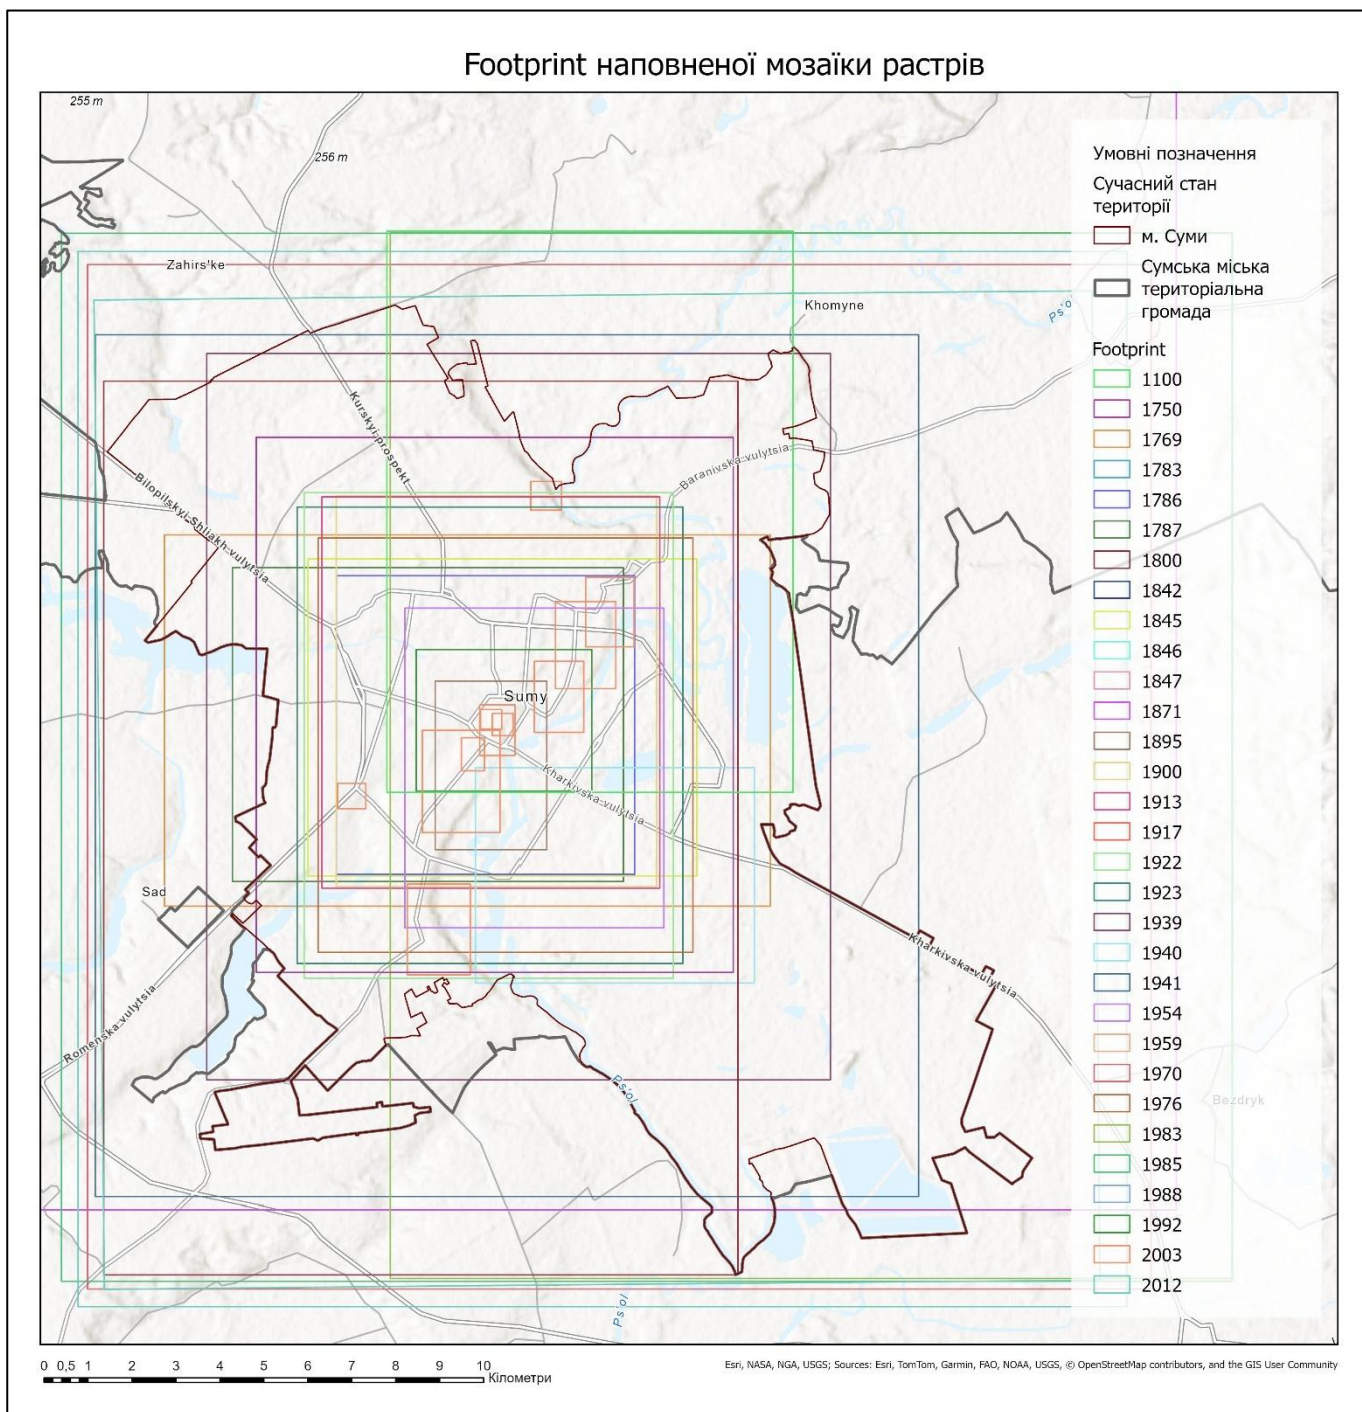 Footprint наповненої мозаїки растрів
255 m
256 m
Умовні позначення
Сучасний стан
території
м. Суми
Сумська міська
територіальна
громада
Footprint
1100
1750
1769
1783
1786
1787
1800
1842
1845
1846
1847
1871
1895
1900
1913
1917
1922
1923
1939
1940
1941
1954
1959
1970
1976
1983
1985
1988
1992
2003
2012
Zahirs'ke
Khomyne
Ps'ol
Kurskyi prospekt
Baranivska vulytsia
Bilopilskyi Shliakh vulytsia
Sumy
Kharkivska vulytsia
Sad
Kharkivska vulytsia
Romenska vulytsia
Ps'ol
Bezdryk
Ps'ol
0 0,5 1 2 3 4 5 6 7 8 9 10
Кілометри
Esri, NASA, NGA, USGS; Sources: Esri, TomTom, Garmin, FAO, NOAA, USGS, © OpenStreetMap contributors, and the GIS User Community